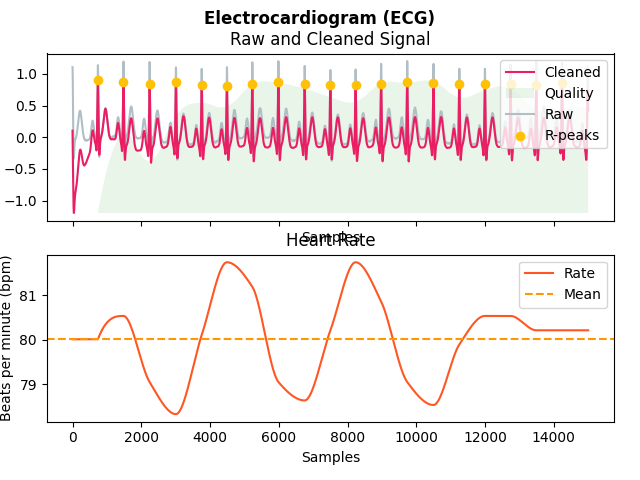 Electrocardiogram (ECG)
Raw and Cleaned Signal
1.0
0.5
0.0
−0.5
−1.0
Cleaned
Quality
Raw
R-peaks
Samples
Heart Rate
Beats per minute (bpm)
81
80
79
Rate
Mean
0 2000 4000 6000 8000 10000 12000 14000
Samples